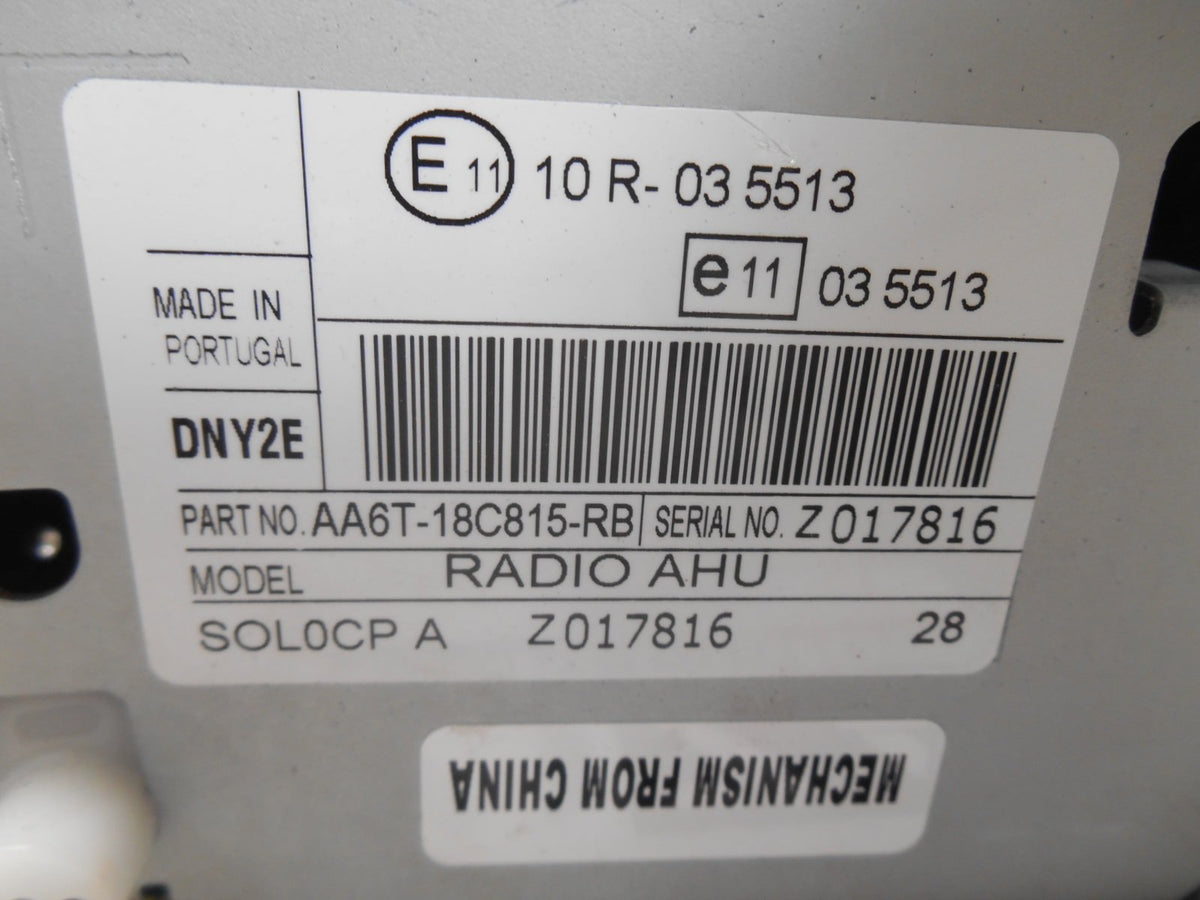 E 11 10 R- 03 5513
e 11 03 5513
MADE IN
PORTUGAL
DNY2E
PART NO. AA6T-18C815-RB SERIAL NO. Z017816
MODEL RADIO AHU
SOL0CP A Z017816 28
MECHANISM FROM CHINA